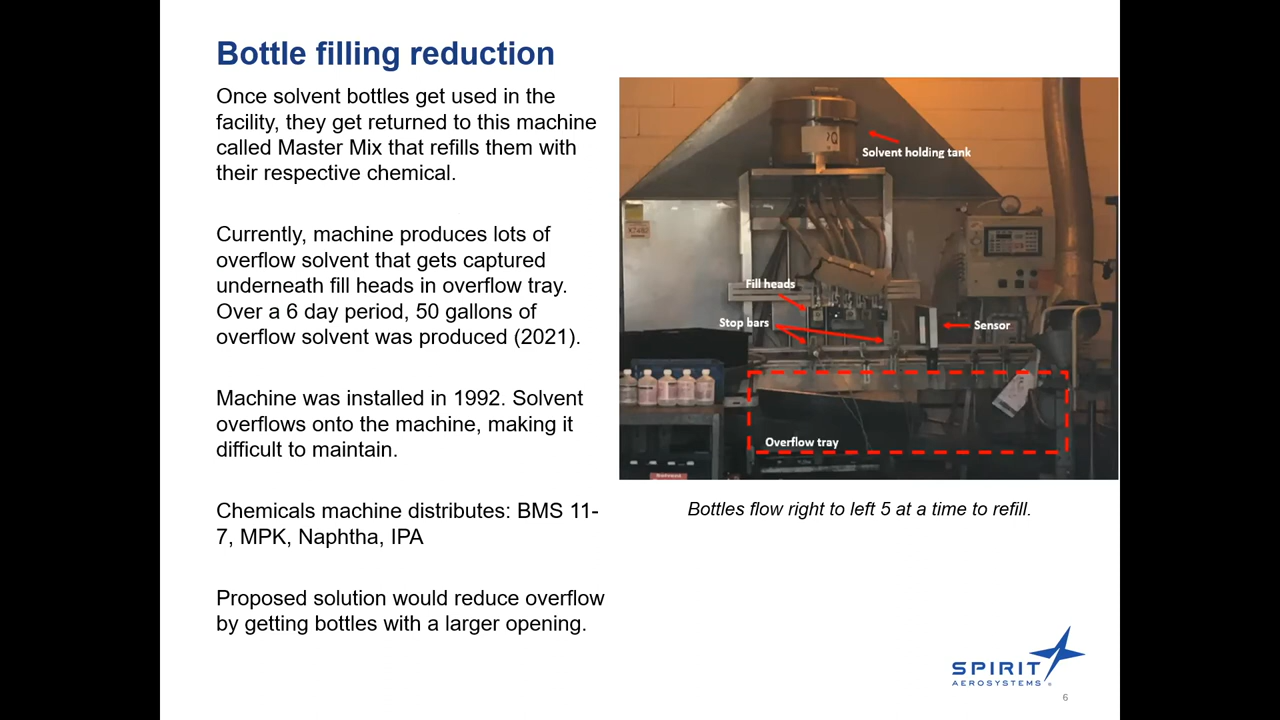 Bottle filling reduction
Once solvent bottles get used in the
facility, they get returned to this machine
called Master Mix that refills them with
their respective chemical.
Currently, machine produces lots of
overflow solvent that gets captured
underneath fill heads in overflow tray.
Over a 6 day period, 50 gallons of
overflow solvent was produced (2021).
Machine was installed in 1992. Solvent
overflows onto the machine, making it
difficult to maintain.
Chemicals machine distributes: BMS 11-
7, MPK, Naphtha, IPA
Proposed solution would reduce overflow
by getting bottles with a larger opening.
Solvent holding tank
Fill heads
Stop bars
Sensor
Overflow tray
Bottles flow right to left 5 at a time to refill.
SPIRIT
AEROSYSTEMS
6